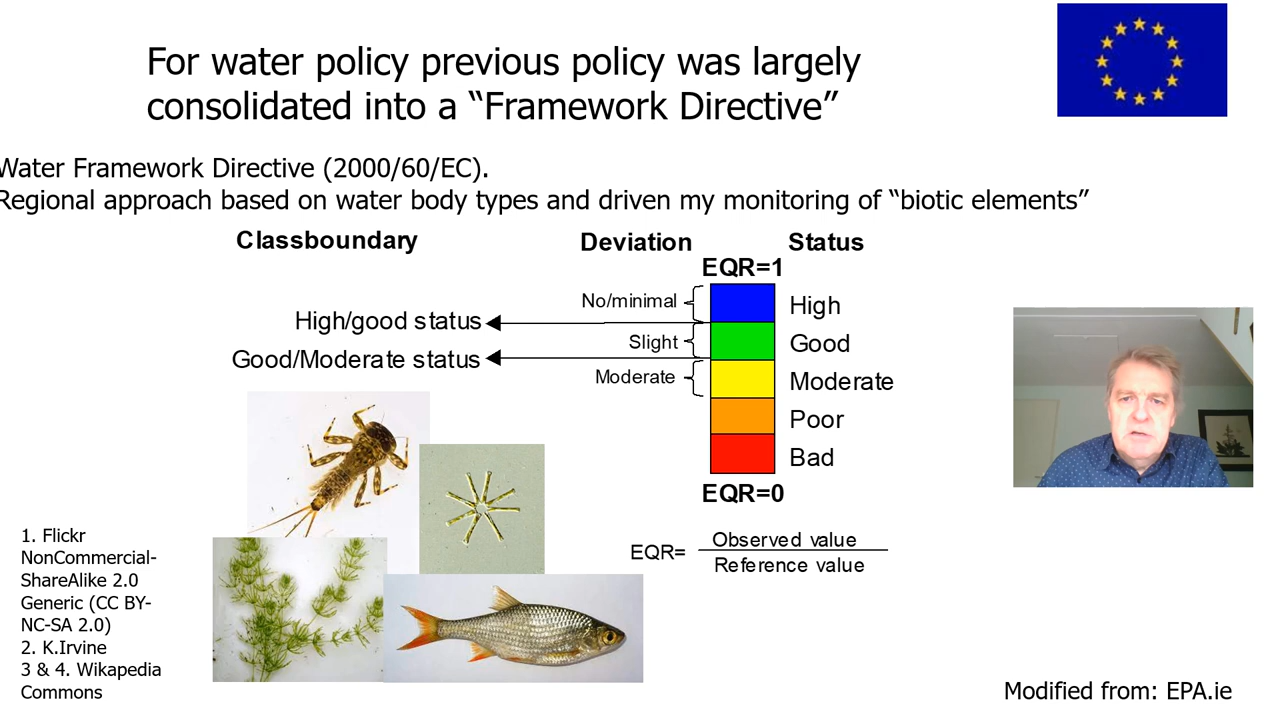 For water policy previous policy was largely
consolidated into a “Framework Directive”
Water Framework Directive (2000/60/EC).
Regional approach based on water body types and driven my monitoring of “biotic elements”
Classboundary
Deviation
Status
EQR=1
No/minimal
High
High/good status
Slight
Good
Good/Moderate status
Moderate
Moderate
Poor
Bad
EQR=0
EQR=
Observed value
Reference value
1. Flickr
NonCommercial-
ShareAlike 2.0
Generic (CC BY-
NC-SA 2.0)
2. K.Irvine
3 & 4. Wikapedia
Commons
Modified from: EPA.ie